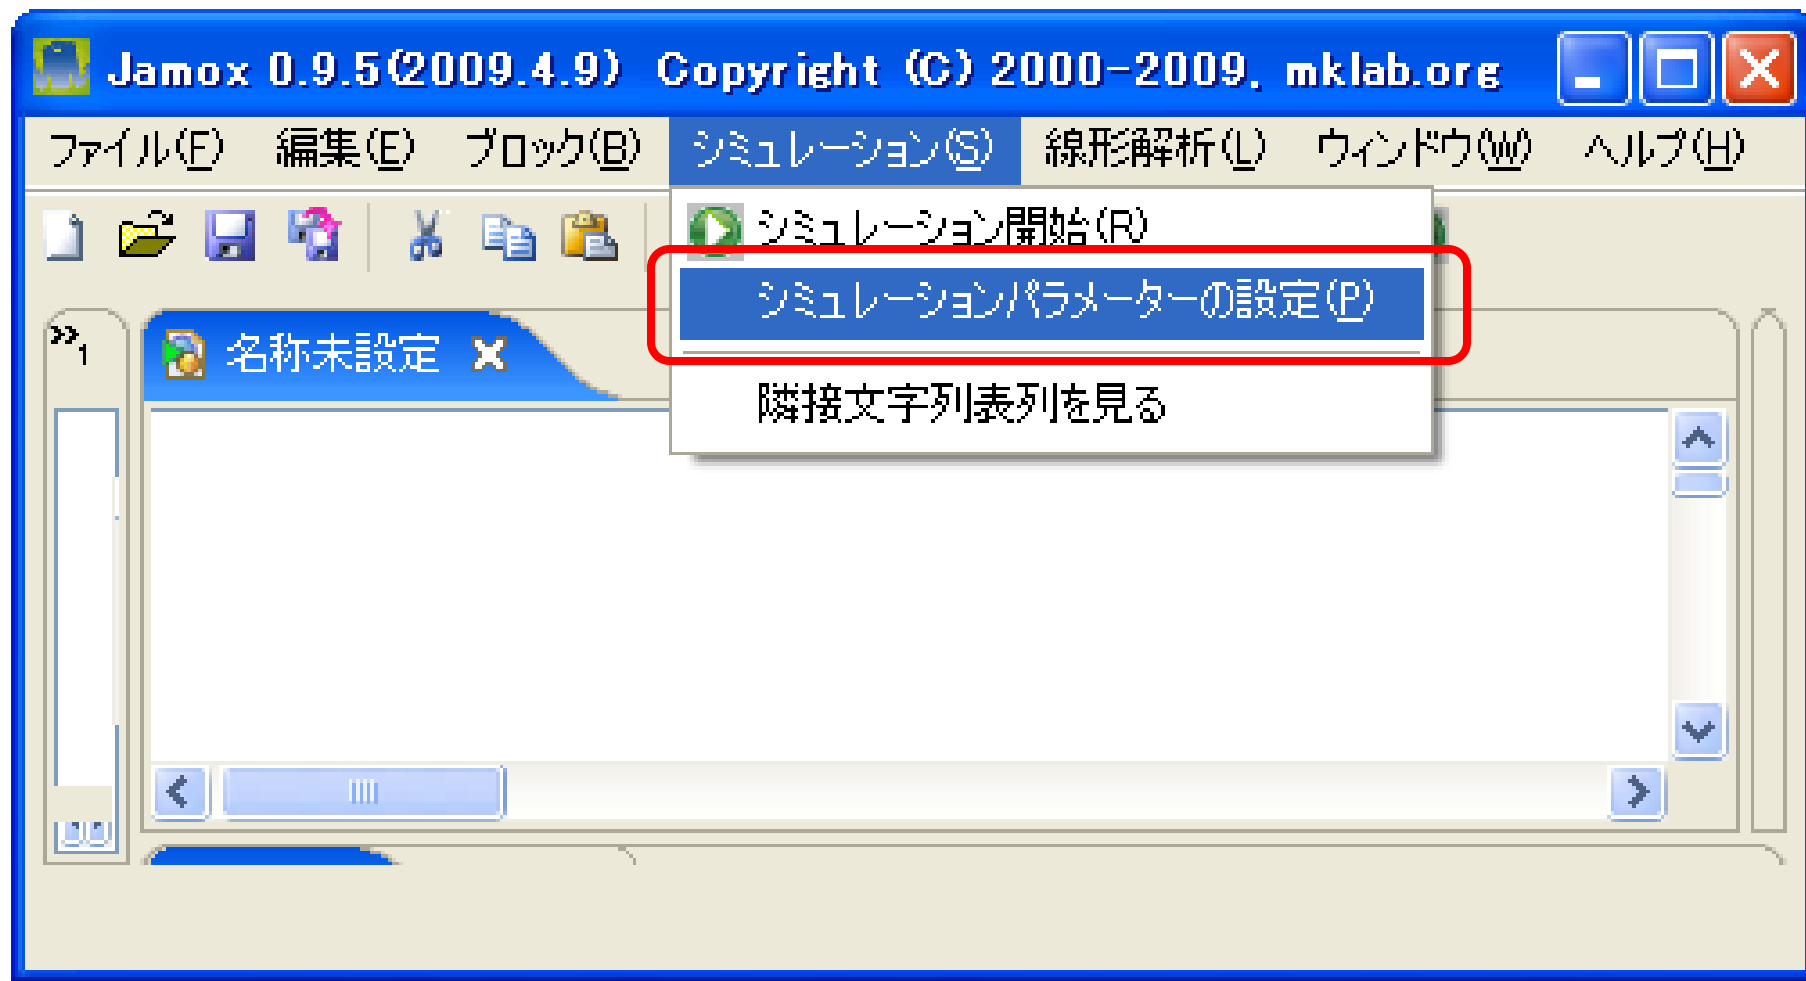 Jamox 0.9.5(2009.4.9) Copyright (C) 2000-2009, mklab.org
ファイル(F) 編集(E) ブロック(B) シミュレーション(S) 線形解析(L) ウィンドウ(W) ヘルプ(H)
シミュレーション開始(R)
シミュレーションパラメーターの設定(P)
隣接文字列表列を見る
»1
名称未設定